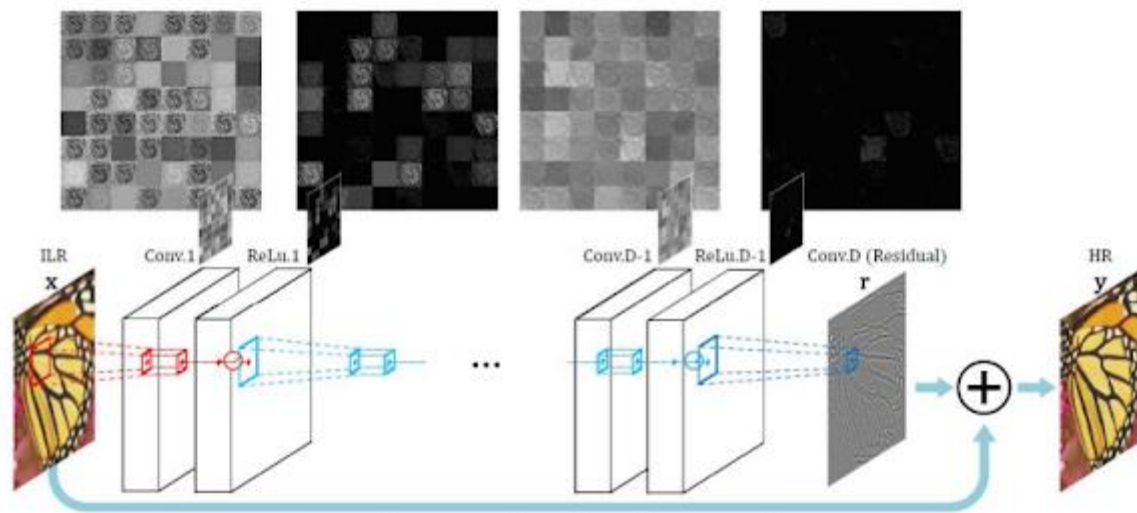 ILR Conv.1 ReLu.1 Conv.D-1 ReLu.D-1 Conv.D (Residual) HR
x r y
...
+